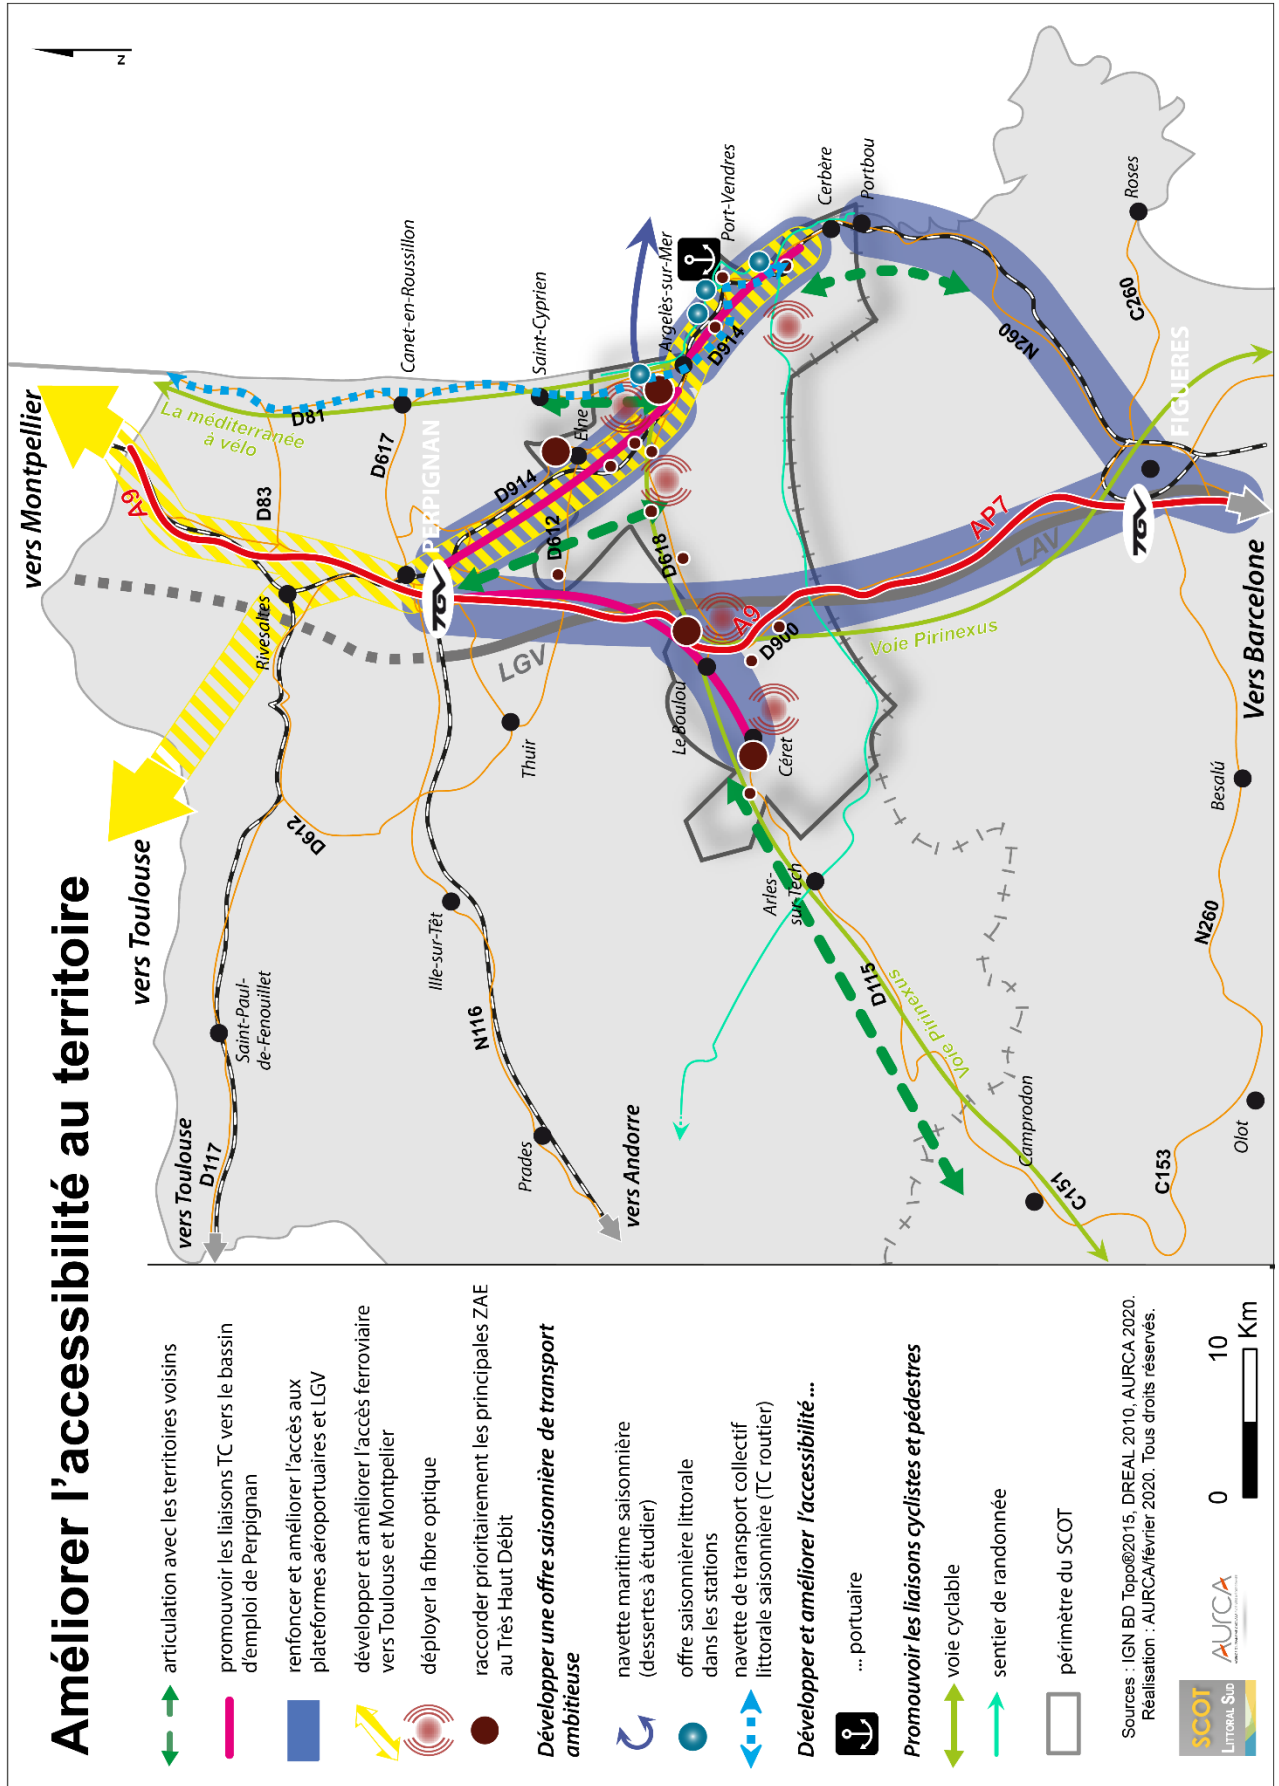 Améliorer l'accessibilité au territoire
articulation avec les territoires voisins
promouvoir les liaisons TC vers le bassin
d'emploi de Perpignan
renfoncer et améliorer l'accès aux
plateformes aéroportuaires et LGV
développer et améliorer l'accès ferroviaire
vers Toulouse et Montpellier
déployer la fibre optique
raccorder prioritairement les principales ZAE
au Très Haut Débit
Développer une offre saisonnière de transport
ambitieuse
navette maritime saisonnière
(dessertes à étudier)
offre saisonnière littorale
dans les stations
navette de transport collectif
littorale saisonnière (TC routier)
Développer et améliorer l'accessibilité ...
... portuaire
Promouvoir les liaisons cyclistes et pédestres
voie cyclable
sentier de randonnée
périmètre du SCOT
Sources : IGN BD Topo®2015, DREAL 2010, AURCA 2020.
Réalisation : AURCA/février 2020. Tous droits réservés.
SCOT
LITTORAL SUD
AURCA
0
10
Km
N
vers Montpellier
vers Toulouse
vers Toulouse
D117
Saint-Paul-
de-Fenouillet
D612
Rivesaltes
A9
D83
D81
La méditerranée
à vélo
Canet-en-Roussillon
D617
PERPIGNAN
TGV
LGV
Ille-sur-Têt
N116
Prades
vers Andorre
Thuir
D914
D612
Saint-Cyprien
Elne
Argelès-sur-Mer
D914
Port-Vendres
Cerbère
Portbou
D618
A9
D900
Le Boulou
Céret
Arles-
sur-Tech
D115
Voie Pirinexus
Voie Pirinexus
Camprodon
C151
C153
Olot
N260
Besalú
Vers Barcelone
AP7
LAV
TGV
FIGUERES
N260
C260
Roses